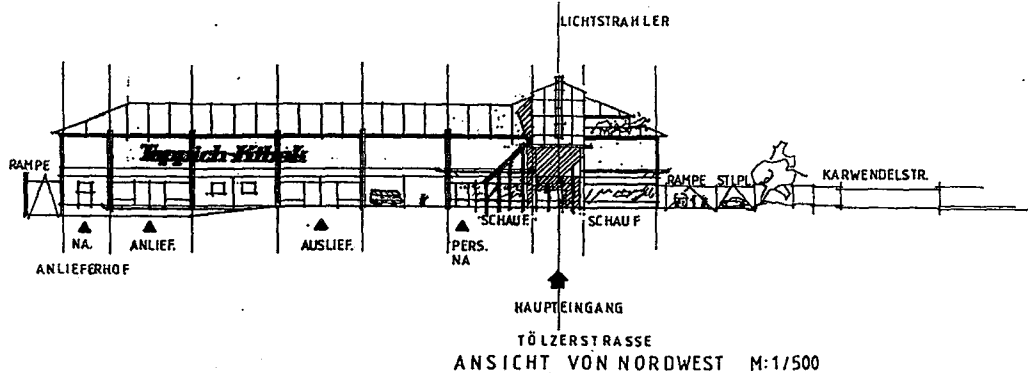 LICHTSTRAHLER
Teppich-Kibek
RAMPE
RAMPE STLPL.
KARWENDELSTR.
SCHAUF.
SCHAUF
NA.
ANLIEF.
AUSLIEF.
PERS.
NA
ANLIEFERHOF
HAUPTEINGANG
TÖLZERSTRASSE
ANSICHT VON NORDWEST M:1/500